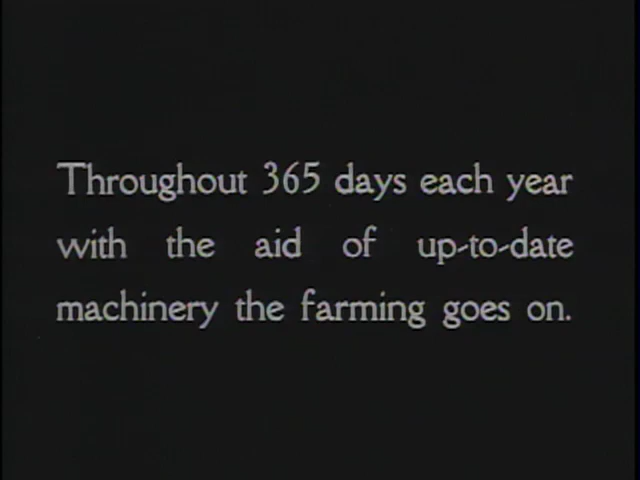 Throughout 365 days each year
with the aid of up-to-date
machinery the farming goes on.